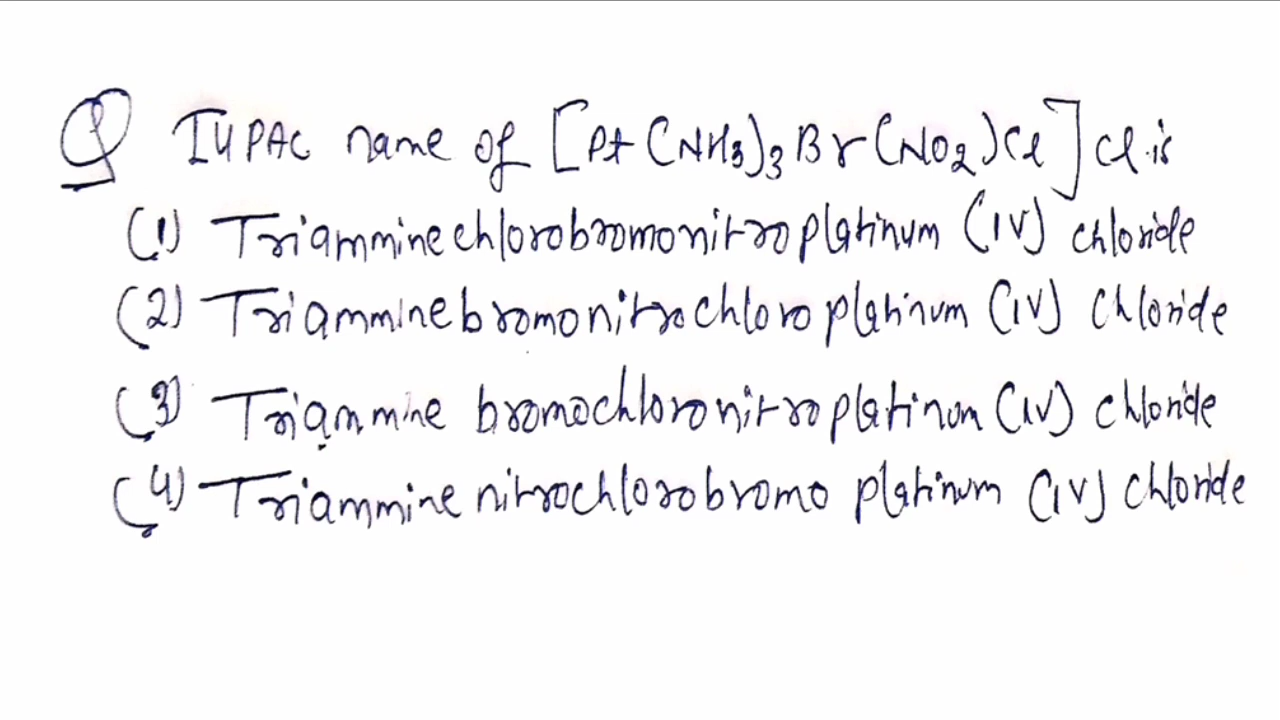 Q IUPAC name of [Pt(NH3)3Br(NO2)Cl]Cl is
(1) Triamminechlorobromonitroplatinum (IV) chloride
(2) Triamminebromonitrochloroplatinum (IV) Chloride
(3) Triammine bromochloronitroplatinum (IV) chloride
(4) Triammine nitrochlorobromo platinum (IV) chloride